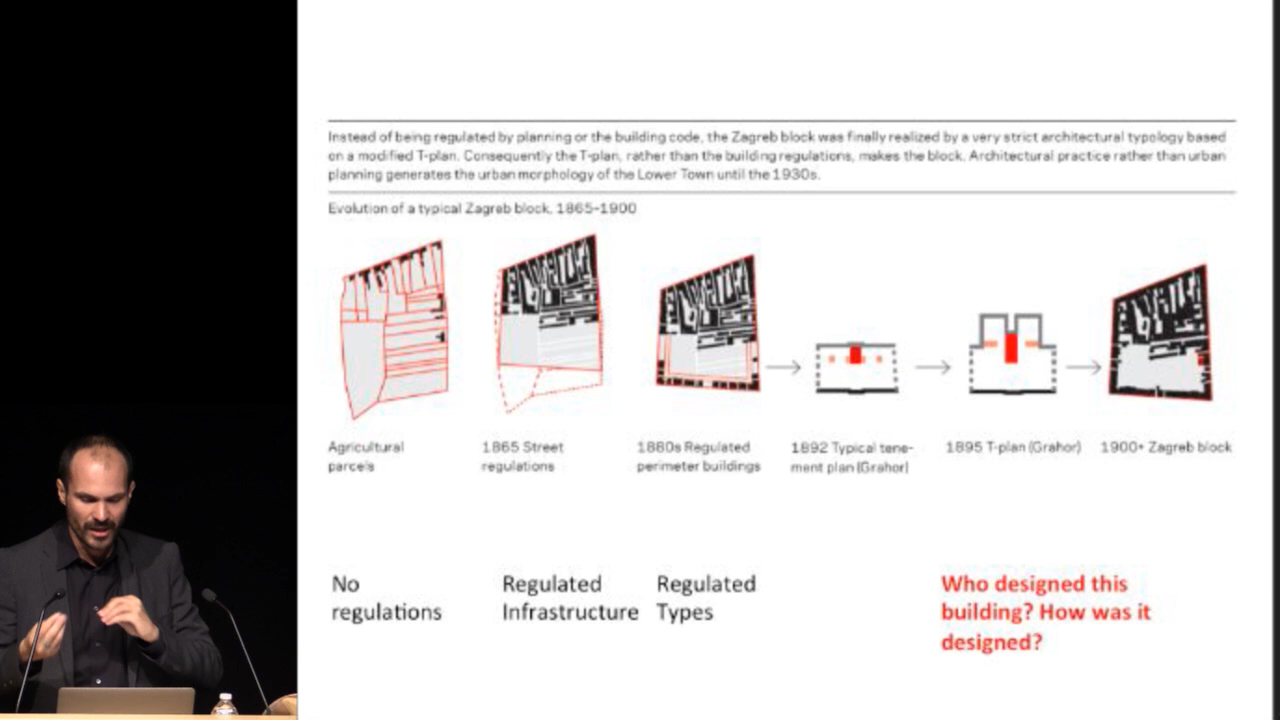 Instead of being regulated by planning or the building code, the Zagreb block was finally realized by a very strict architectural typology based
on a modified T-plan. Consequently the T-plan, rather than the building regulations, makes the block. Architectural practice rather than urban
planning generates the urban morphology of the Lower Town until the 1930s.
Evolution of a typical Zagreb block, 1865-1900
Agricultural
parcels
1865 Street
regulations
1880s Regulated
perimeter buildings
1892 Typical tene-
ment plan (Grahor)
1895 T-plan (Grahor)
1900+ Zagreb block
No
regulations
Regulated
Infrastructure
Regulated
Types
Who designed this
building? How was it
designed?